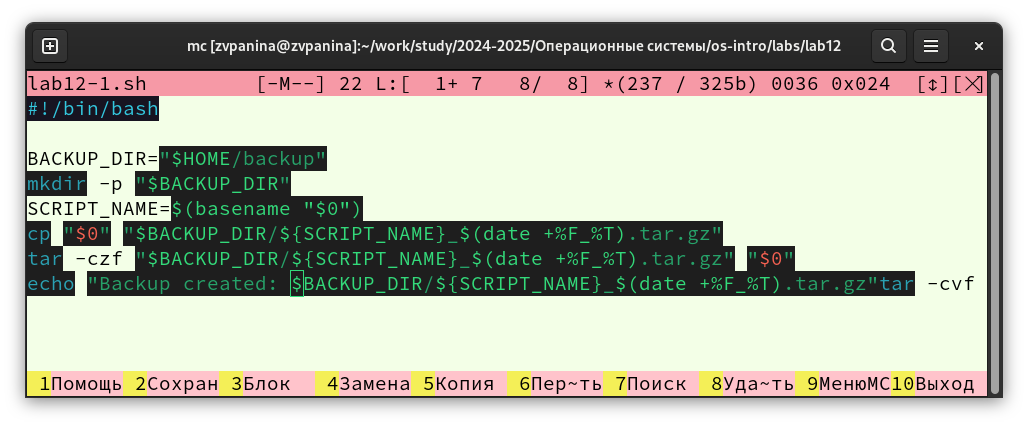 mc [zvpanina@zvpanina]:~/work/study/2024-2025/Операционные системы/os-intro/labs/lab12
lab12-1.sh [-M--] 22 L:[ 1+ 7 8/ 8] *(237 / 325b) 0036 0x024 [↕][X]
#!/bin/bash
BACKUP_DIR="$HOME/backup"
mkdir -p "$BACKUP_DIR"
SCRIPT_NAME=$(basename "$0")
cp "$0" "$BACKUP_DIR/${SCRIPT_NAME}_$(date +%F_%T).tar.gz"
tar -czf "$BACKUP_DIR/${SCRIPT_NAME}_$(date +%F_%T).tar.gz" "$0"
echo "Backup created: $BACKUP_DIR/${SCRIPT_NAME}_$(date +%F_%T).tar.gz"tar -cvf
1Помощь 2Сохран 3Блок 4Замена 5Копия 6Пер~ть 7Поиск 8Уда~ть 9МенюMC 10Выход